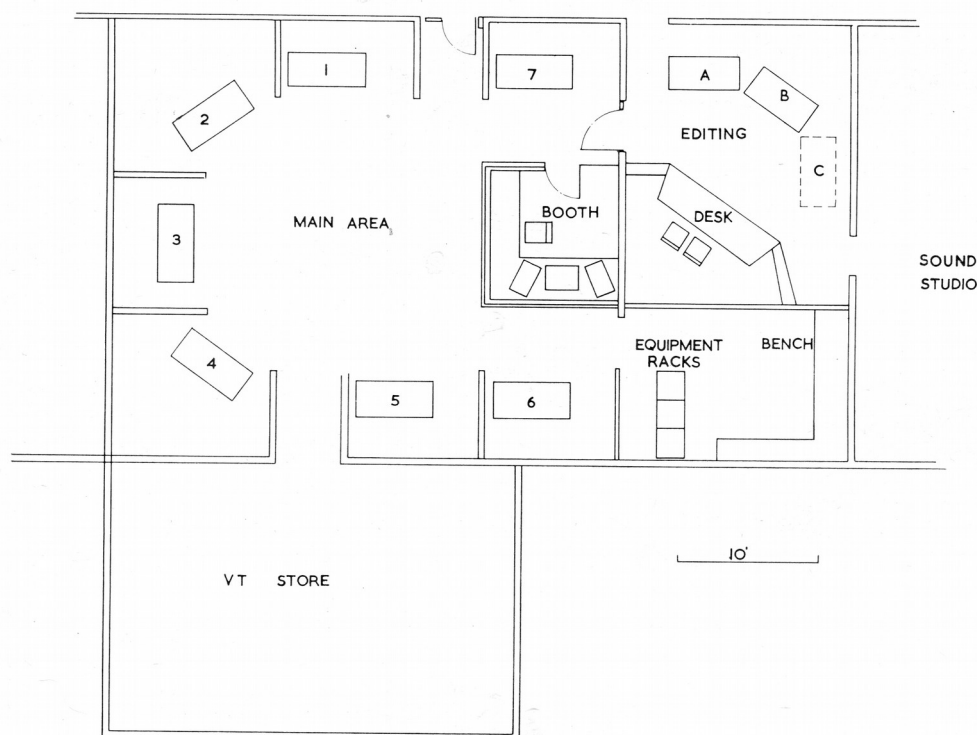 1
7
A
B
2
EDITING
C
MAIN AREA
BOOTH
DESK
3
SOUND
STUDIO
EQUIPMENT
RACKS
BENCH
4
5
6
10'
VT STORE